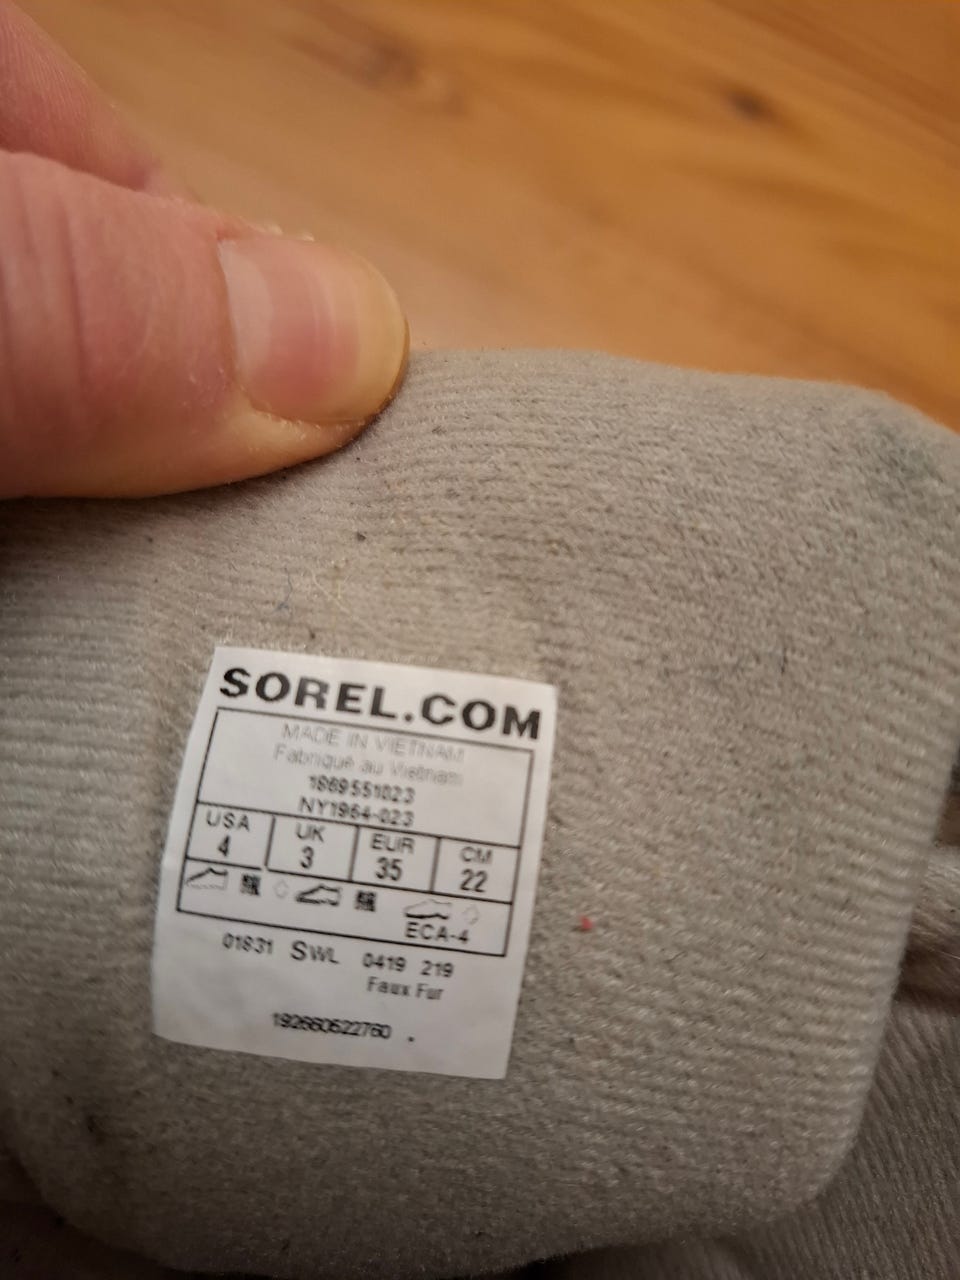 SOREL.COM
MADE IN VIETNAM
Fabriqué au Vietnam
1869551023
NY1964-023
USA UK EUR CM
4 3 35 22
ECA-4
01831 SWL 0419 219
Faux Fur
192660522760 .